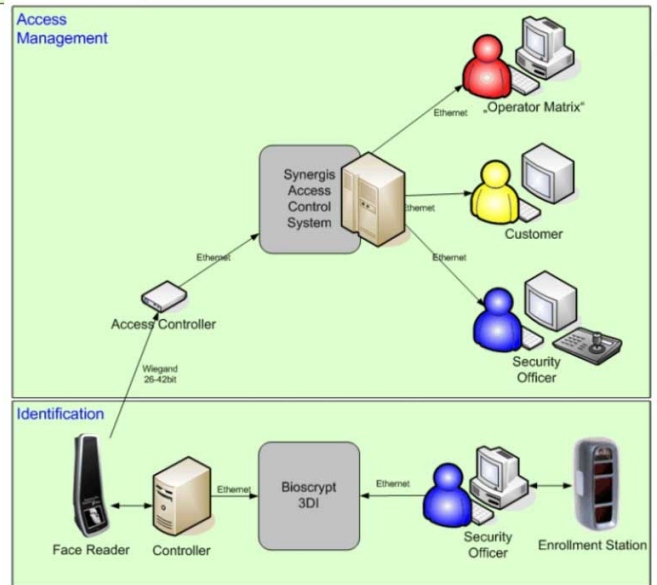 Access
Management
„Operator Matrix“
Ethernet
Synergis
Access
Control
System
Ethernet
Customer
Ethernet
Ethernet
Access Controller
Security
Officer
Wiegand
26-42bit
Identification
Bioscrypt
3DI
Ethernet
Ethernet
Face Reader
Controller
Security
Officer
Enrollment Station